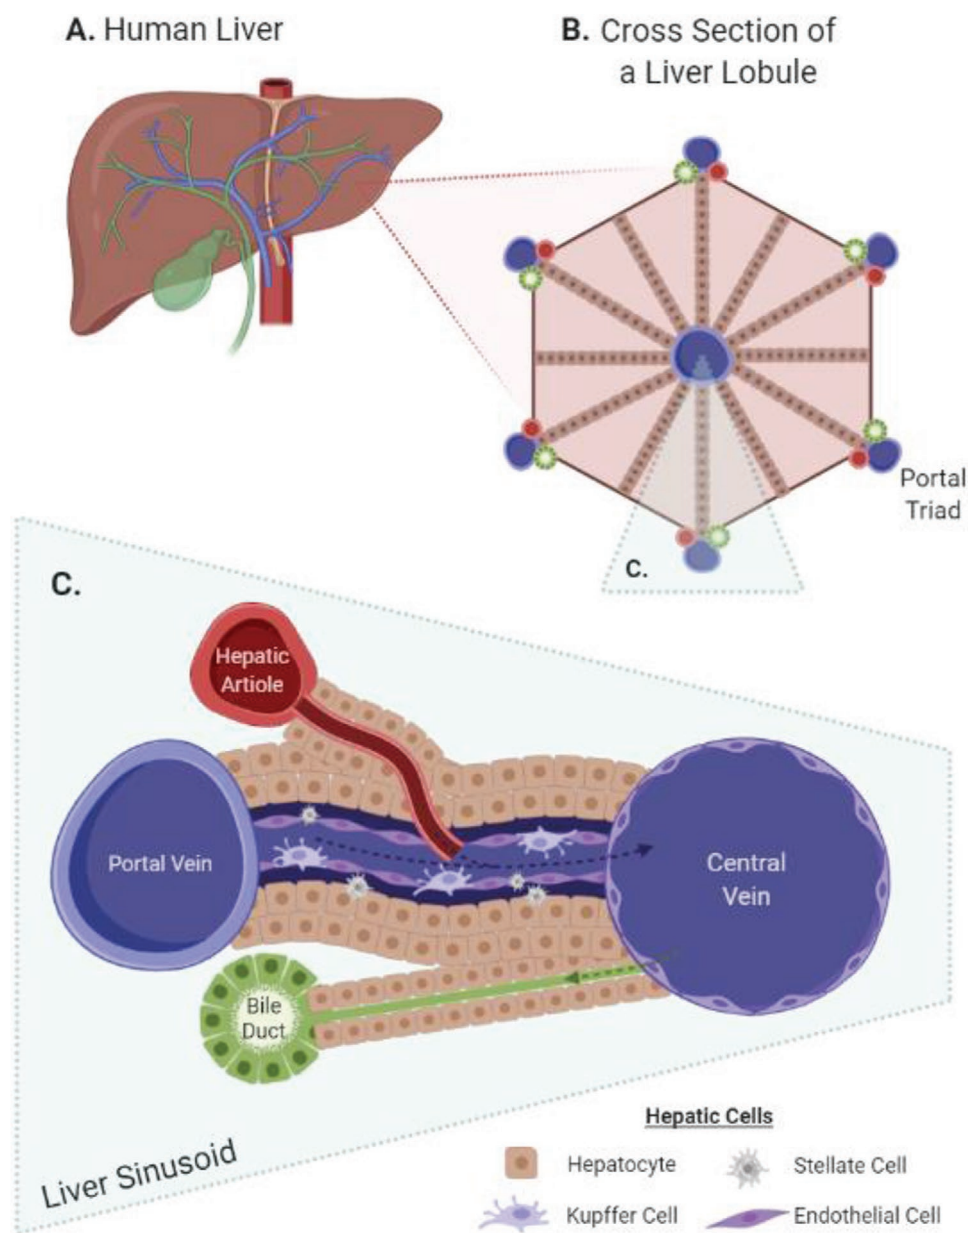 A. Human Liver
B. Cross Section of
a Liver Lobule
Portal
Triad
C.
C.
Hepatic
Artiole
Portal Vein
Central
Vein
Bile
Duct
Liver Sinusoid
Hepatic Cells
Hepatocyte
Stellate Cell
Kupffer Cell
Endothelial Cell